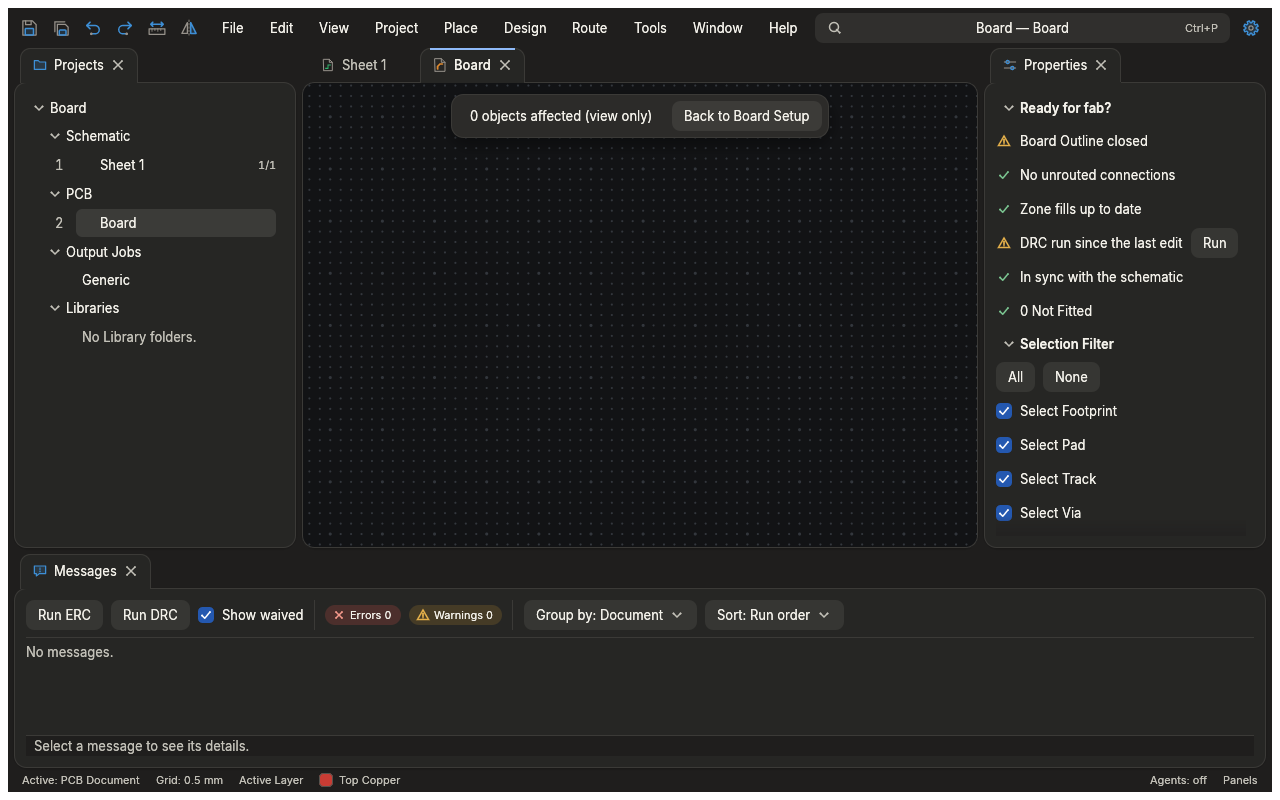 File Edit View Project Place Design Route Tools Window Help Board — Board Ctrl+P
Projects
Sheet 1
Board
Properties
Board
Schematic
1 Sheet 1 1/1
PCB
2 Board
Output Jobs
Generic
Libraries
No Library folders.
0 objects affected (view only) Back to Board Setup
Ready for fab?
Board Outline closed
No unrouted connections
Zone fills up to date
DRC run since the last edit Run
In sync with the schematic
0 Not Fitted
Selection Filter
All None
Select Footprint
Select Pad
Select Track
Select Via
Messages
Run ERC Run DRC Show waived Errors 0 Warnings 0 Group by: Document Sort: Run order
No messages.
Select a message to see its details.
Active: PCB Document Grid: 0.5 mm Active Layer Top Copper Agents: off Panels